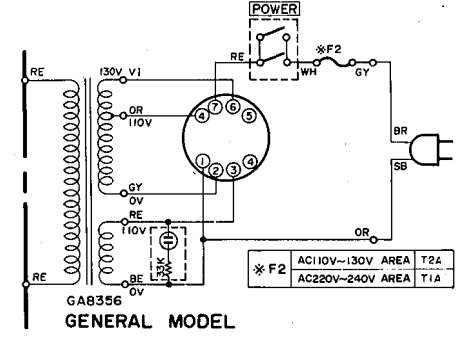 POWER
※F2
RE
WH
GY
RE
130V VI
OR
110V
7
6
4
5
1
2
3
4
BR
SB
GY
0V
RE
110V
33K
OR
RE
BE
0V
GA8356
※F2
AC110V~130V AREA T2A
AC220V~240V AREA T1A
GENERAL MODEL